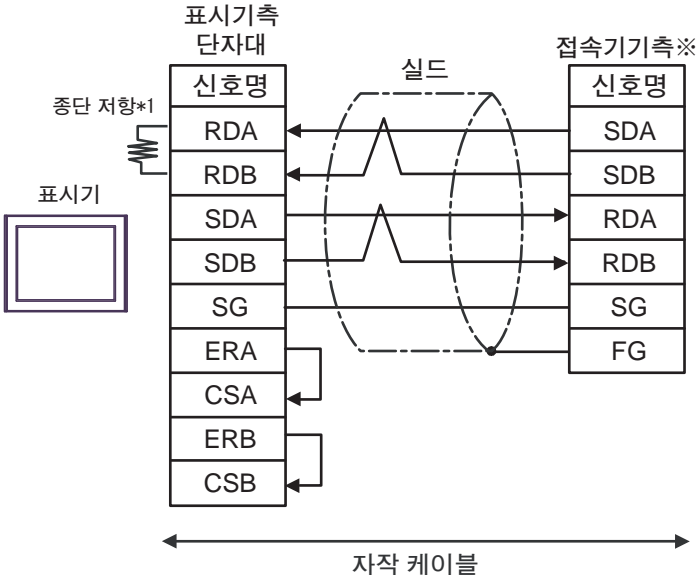 표시기측
단자대
접속기기측※
신호명
실드
신호명
종단 저항*1
RDA
SDA
RDB
SDB
표시기
SDA
RDA
SDB
RDB
SG
SG
ERA
FG
CSA
ERB
CSB
자작 케이블